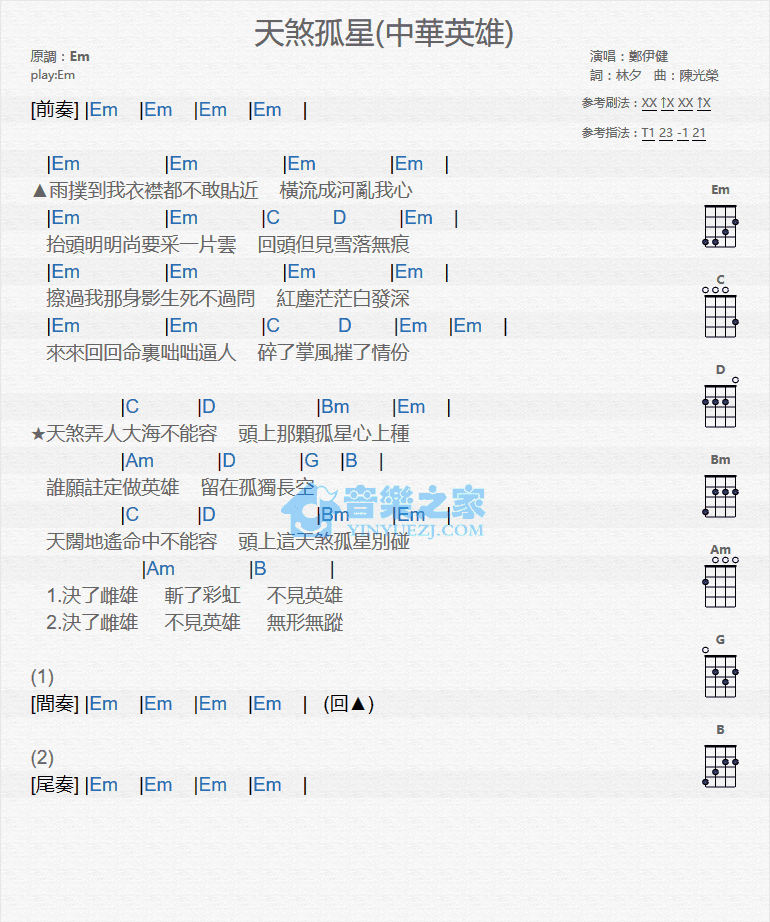 天煞孤星(中華英雄)
原調：Em
play:Em
演唱：鄭伊健
詞：林夕 曲：陳光榮
参考刷法：XX ↑X XX ↑X
参考指法：T1 23 -1 21
[前奏] |Em |Em |Em |Em |
|Em |Em |Em |Em |
▲雨撲到我衣襟都不敢貼近 橫流成河亂我心
|Em |Em |C D |Em |
抬頭明明尚要采一片雲 回頭但見雪落無痕
|Em |Em |Em |Em |
擦過我那身影生死不過問 紅塵茫茫白發深
|Em |Em |C D |Em |Em |
來來回回命裏咄咄逼人 碎了掌風摧了情份
|C |D |Bm |Em |
★天煞弄人大海不能容 頭上那顆孤星心上種
|Am |D |G |B |
誰願註定做英雄 留在孤獨長空
|C |D |Bm |Em |
天闊地遙命中不能容 頭上這天煞孤星別碰
|Am |B |
1.決了雌雄 斬了彩虹 不見英雄
2.決了雌雄 不見英雄 無形無蹤
(1)
[間奏] |Em |Em |Em |Em | (回▲)
(2)
[尾奏] |Em |Em |Em |Em |
Em
C
D
Bm
Am
G
B
音樂之家
YINYUEZJ.COM